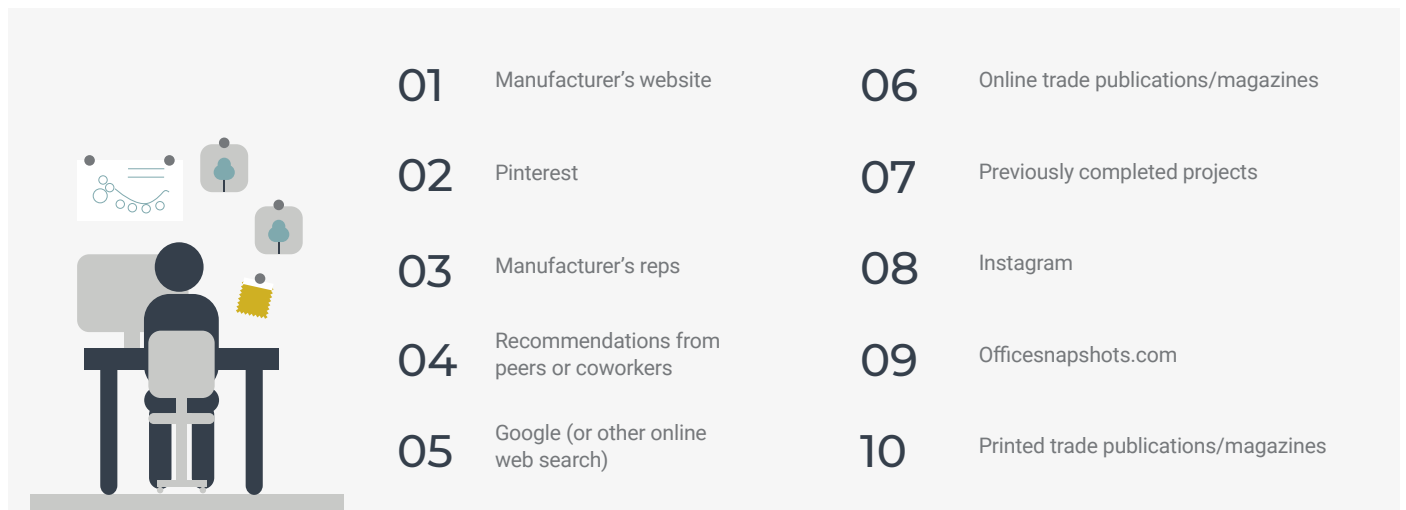 01 Manufacturer’s website
02 Pinterest
03 Manufacturer’s reps
04 Recommendations from
peers or coworkers
05 Google (or other online
web search)
06 Online trade publications/magazines
07 Previously completed projects
08 Instagram
09 Officesnapshots.com
10 Printed trade publications/magazines